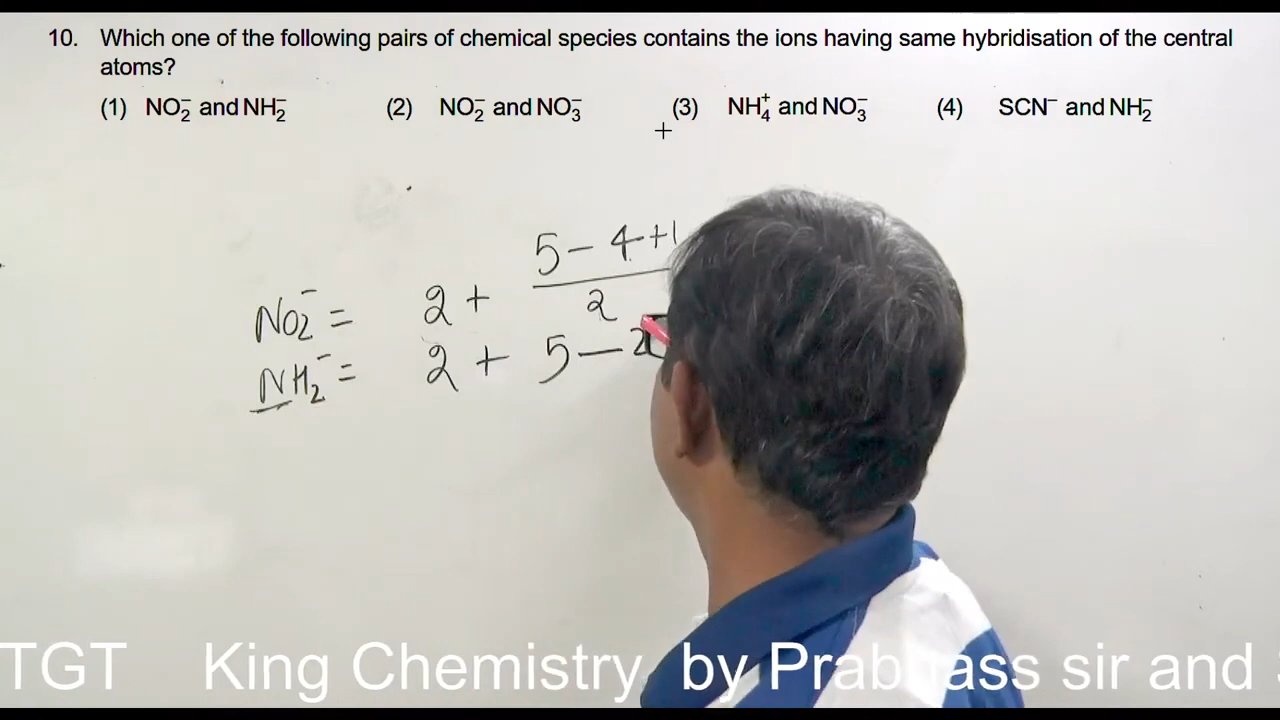 10. Which one of the following pairs of chemical species contains the ions having same hybridisation of the central
atoms?
(1) NO₂⁻ and NH₂⁻ (2) NO₂⁻ and NO₃⁻ (3) NH₄⁺ and NO₃⁻ (4) SCN⁻ and NH₂⁻
NO₂⁻ = 2 + (5 - 4 + 1)/2
NH₂⁻ = 2 + 5 - 2
TGT King Chemistry by Prabhass sir and